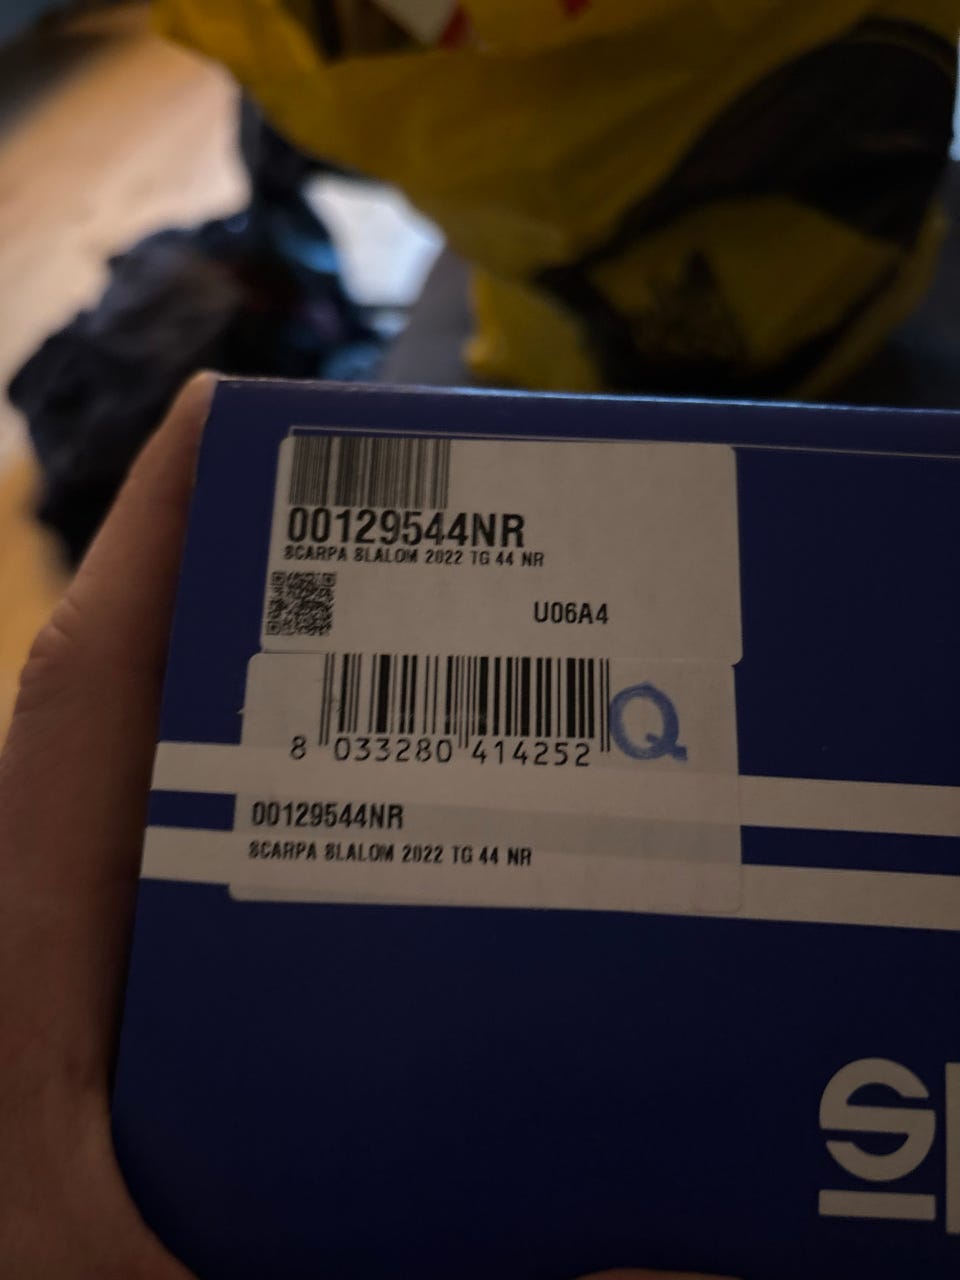 00129544NR
SCARPA SLALOM 2022 TG 44 NR
U06A4
8 033280 414252
Q
00129544NR
SCARPA SLALOM 2022 TG 44 NR
S